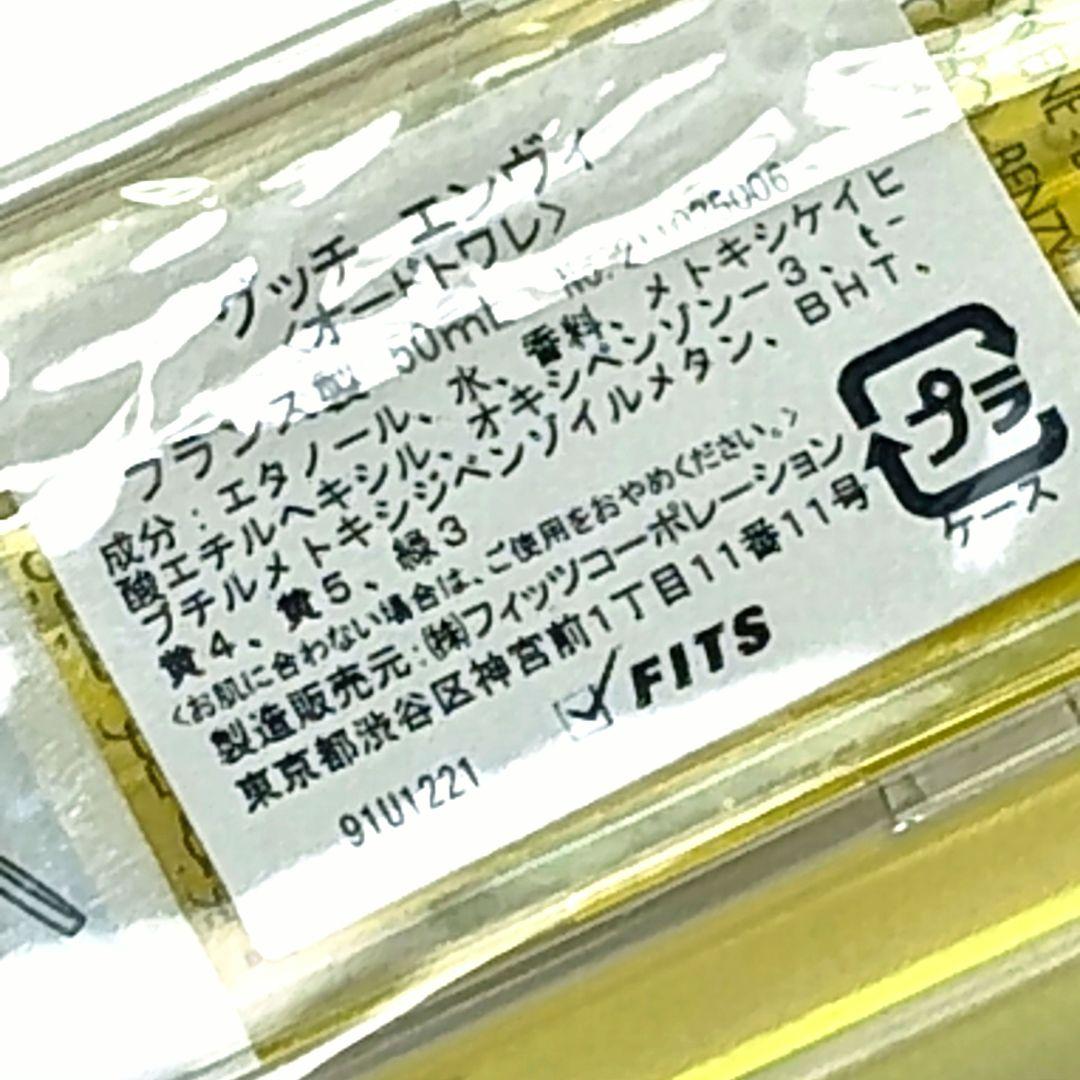 グッチ エンヴィ
〈オードトワレ〉
フランス製 50mL
成分:エタノール、水、香料、メトキシケイヒ
酸エチルヘキシル、オキシベンゾン-3、t-
ブチルメトキシジベンゾイルメタン、BHT、
黄4、黄5、緑3
〈お肌に合わない場合は、ご使用をおやめください。〉
製造販売元:㈱フィッツコーポレーション
東京都渋谷区神宮前1丁目11番11号
FITS
91U1221
プラ
ケース